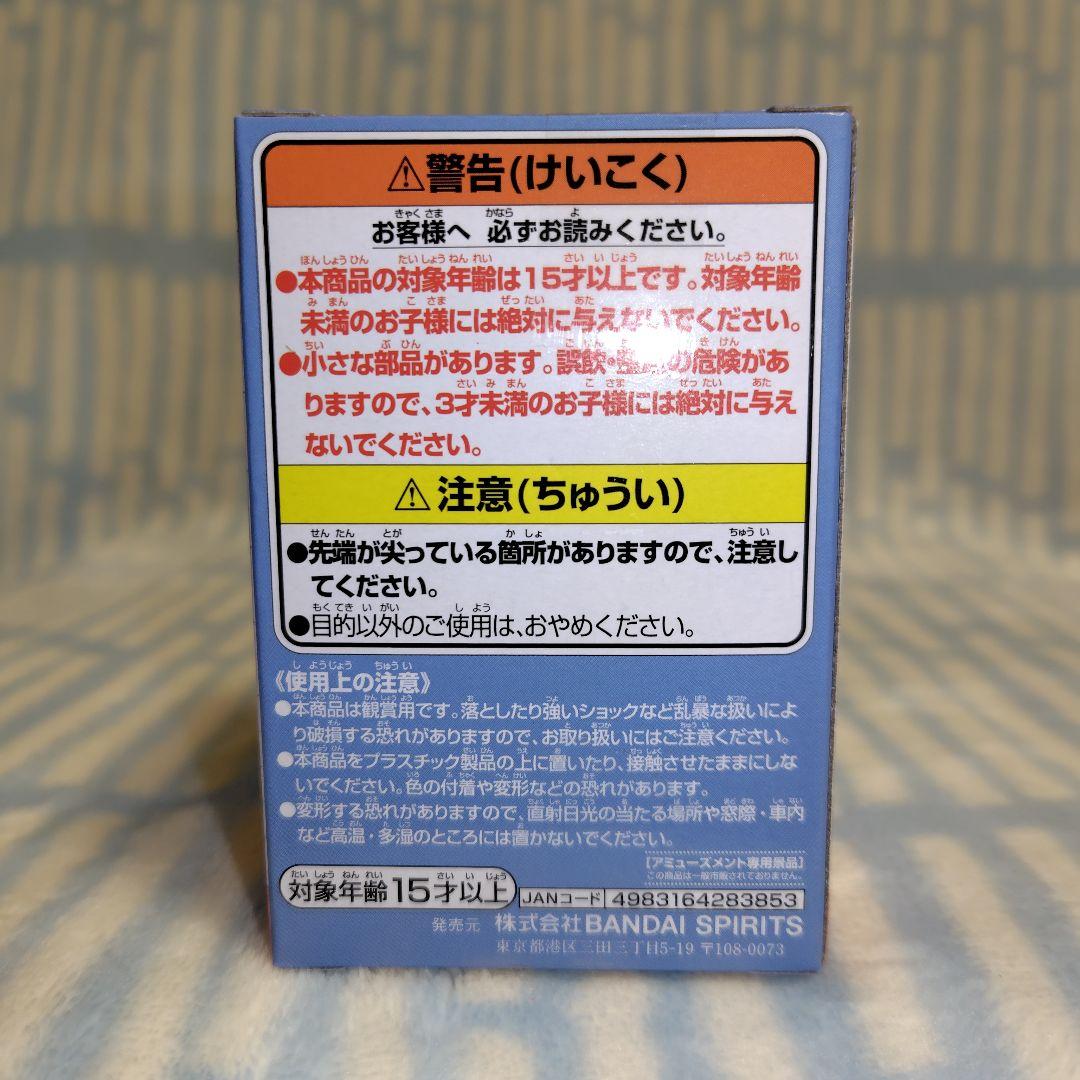 ⚠警告(けいこく)
お客様へ 必ずお読みください。
●本商品の対象年齢は15才以上です。対象年齢
未満のお子様には絶対に与えないでください。
●小さな部品があります。誤飲・の危険があ
りますので、3才未満のお子様には絶対に与え
ないでください。
⚠注意(ちゅうい)
●先端が尖っている箇所がありますので、注意し
てください。
●目的以外のご使用は、おやめください。
《使用上の注意》
●本商品は観賞用です。落としたり強いショックなど乱暴な扱いによ
り破損する恐れがありますので、お取り扱いにはご注意ください。
●本商品をプラスチック製品の上に置いたり、接触させたままにしな
いでください。色の付着や変形などの恐れがあります。
●変形する恐れがありますので、直射日光の当たる場所や窓際・車内
など高温・多湿のところには置かないでください。
[アミューズメント専用景品]
この商品は一般市販されておりません。
対象年齢15才以上
JANコード 4983164283853
発売元 株式会社BANDAI SPIRITS
東京都港区三田三丁目5-19 〒108-0073